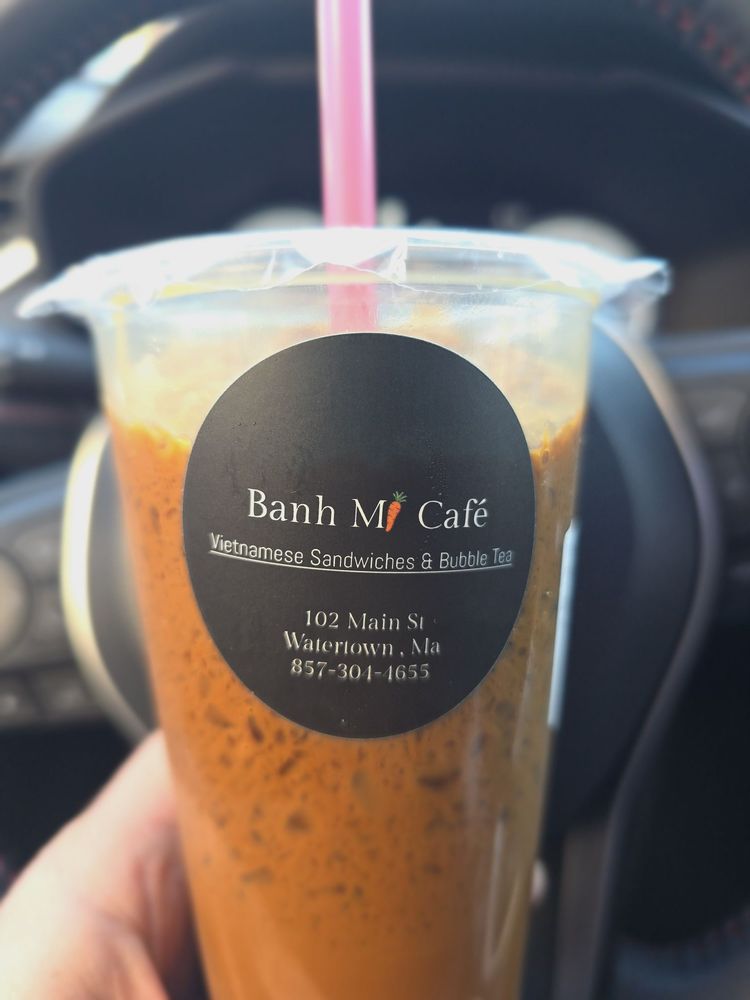 Banh Mi Café
Vietnamese Sandwiches & Bubble Tea
102 Main St
Watertown , Ma
857-304-4655